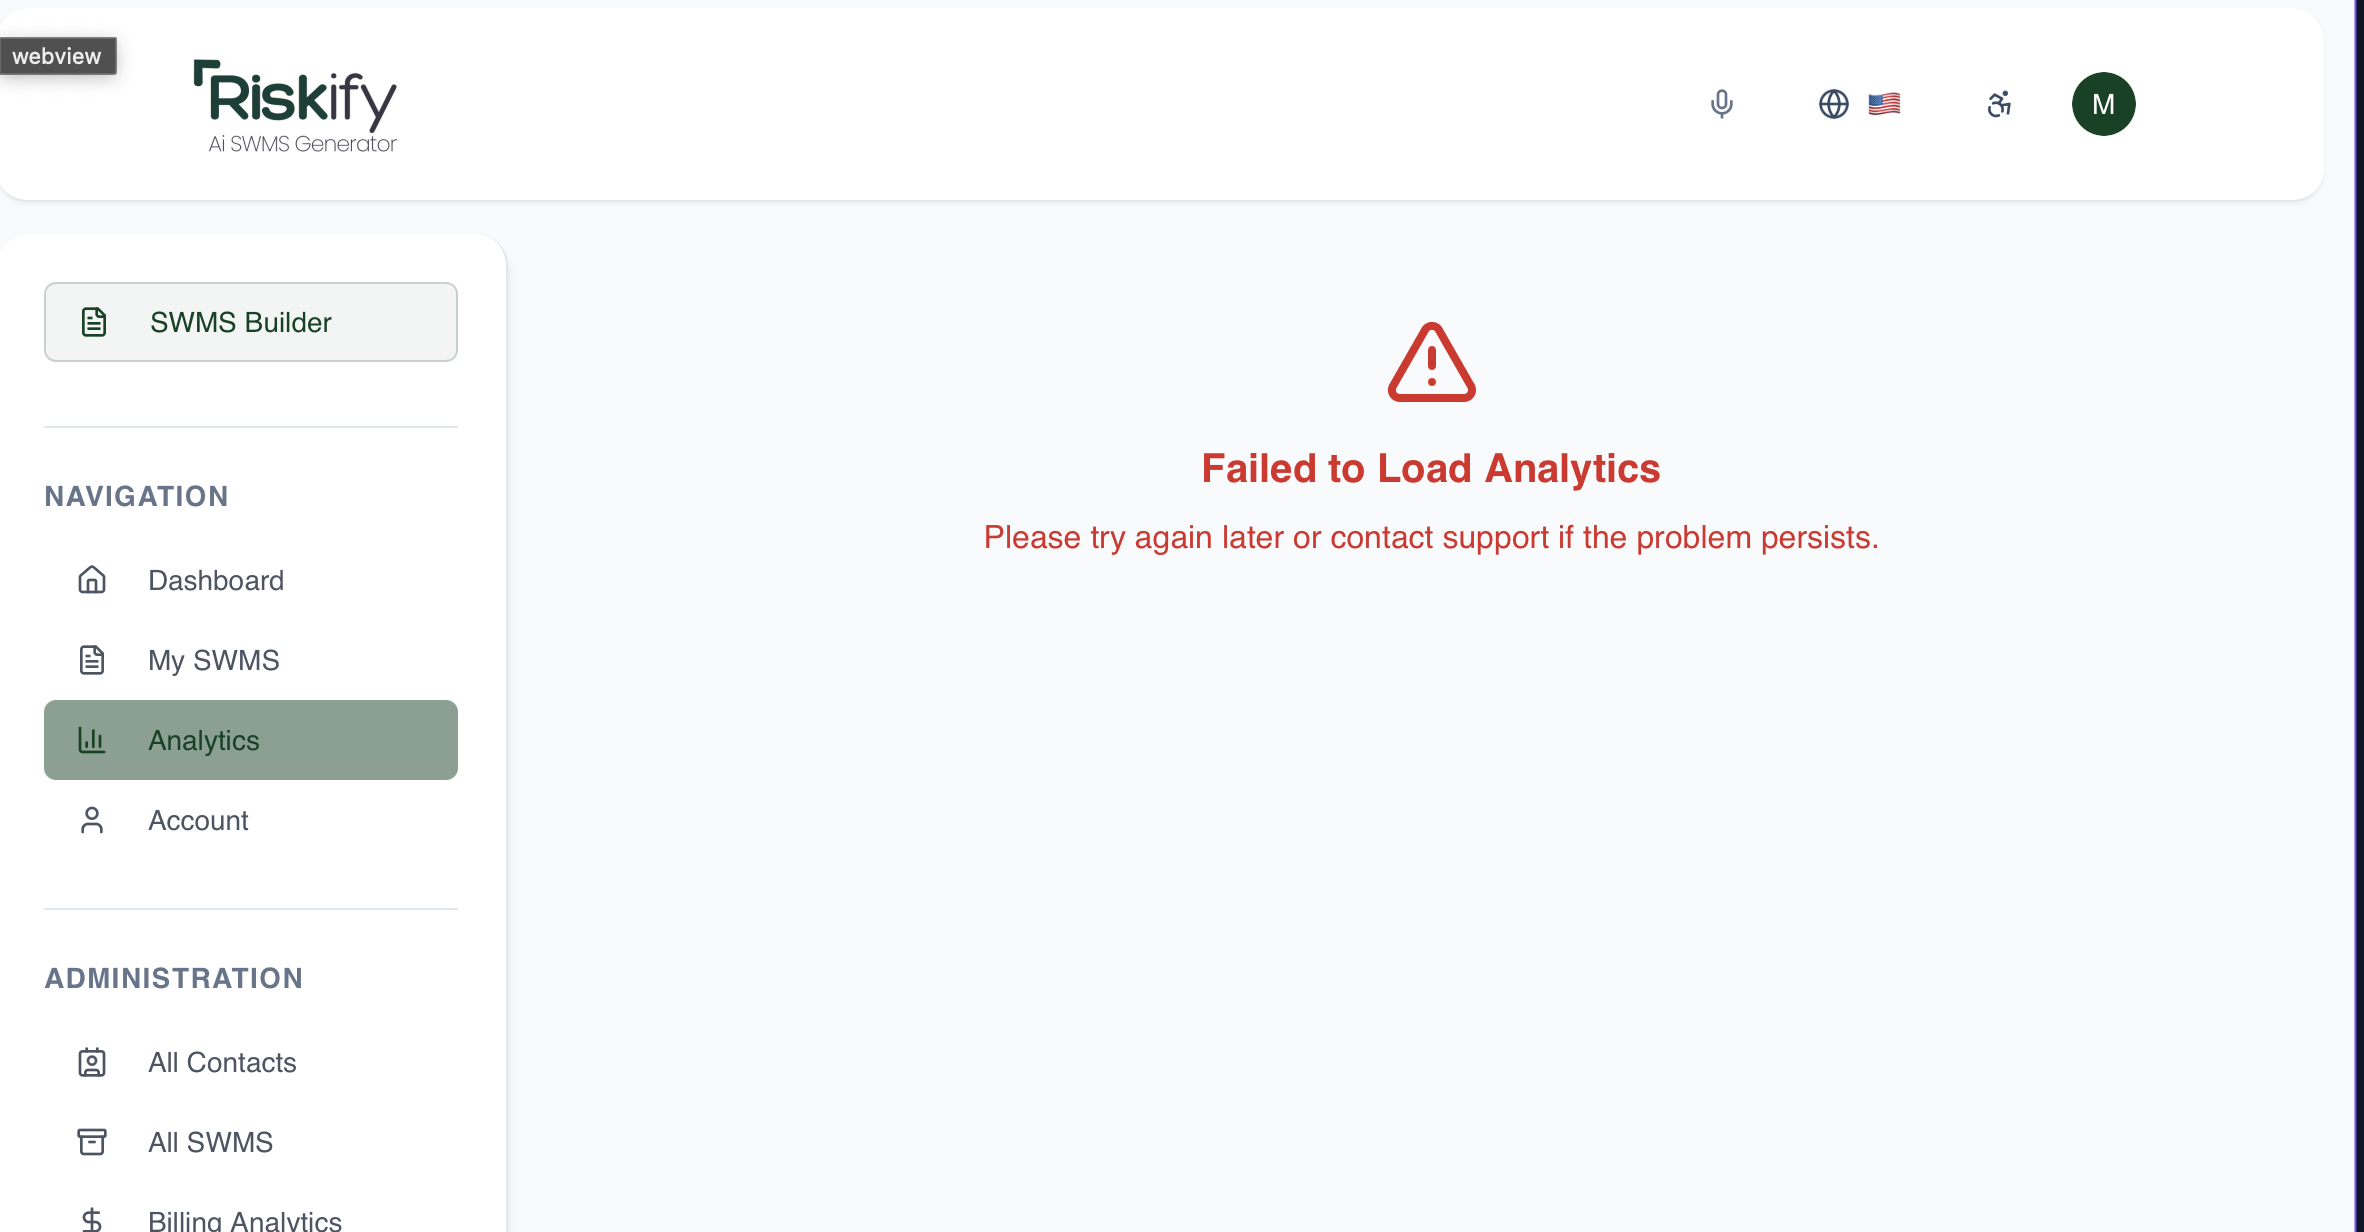 webview
Riskify
Ai SWMS Generator
M
SWMS Builder
NAVIGATION
Dashboard
My SWMS
Analytics
Account
ADMINISTRATION
All Contacts
All SWMS
Billing Analytics
Failed to Load Analytics
Please try again later or contact support if the problem persists.